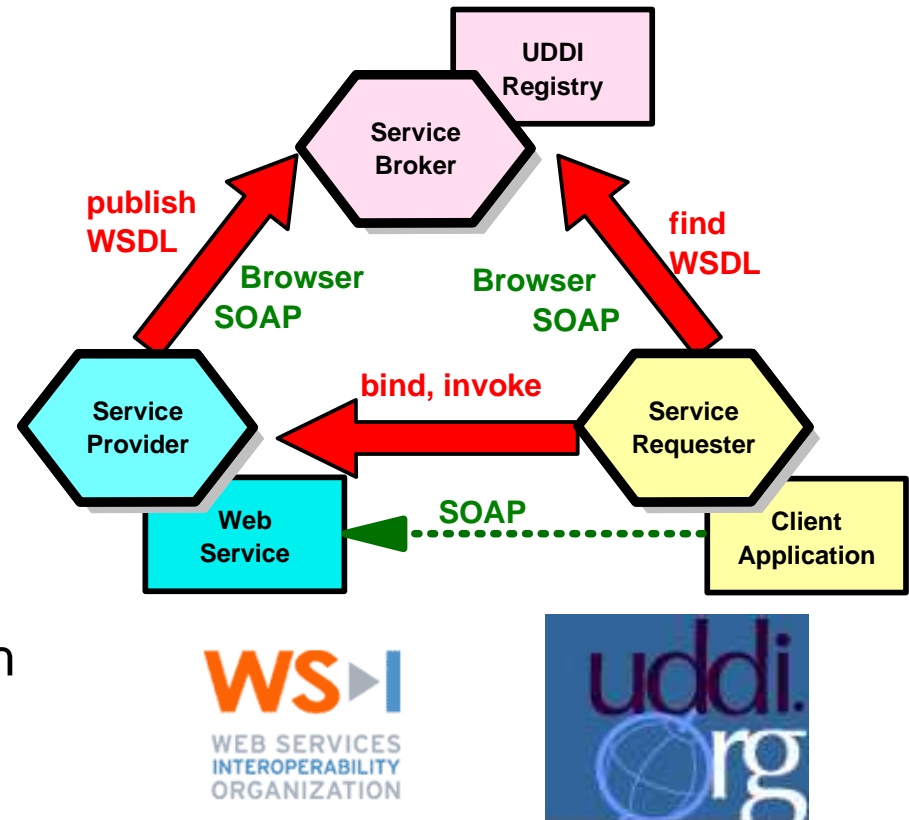 UDDI
Registry
Service
Broker
publish
WSDL
find
WSDL
Browser
SOAP
Browser
SOAP
bind, invoke
Service
Provider
Service
Requester
Web
Service
SOAP
Client
Application
n
WS I
WEB SERVICES
INTEROPERABILITY
ORGANIZATION
uddi.
org